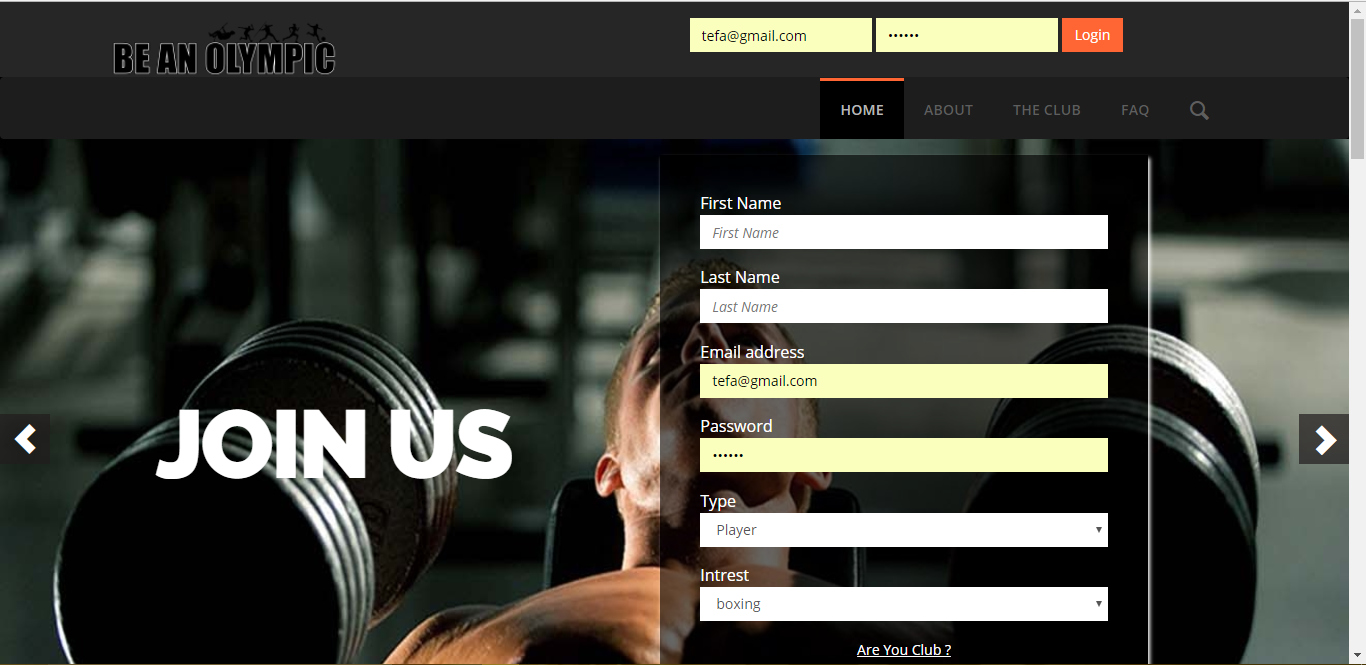 BE AN OLYMPIC
tefa@gmail.com •••••• Login
HOME ABOUT THE CLUB FAQ
First Name
First Name
Last Name
Last Name
Email address
tefa@gmail.com
JOIN US
Password
••••••
Type
Player
Intrest
boxing
Are You Club ?